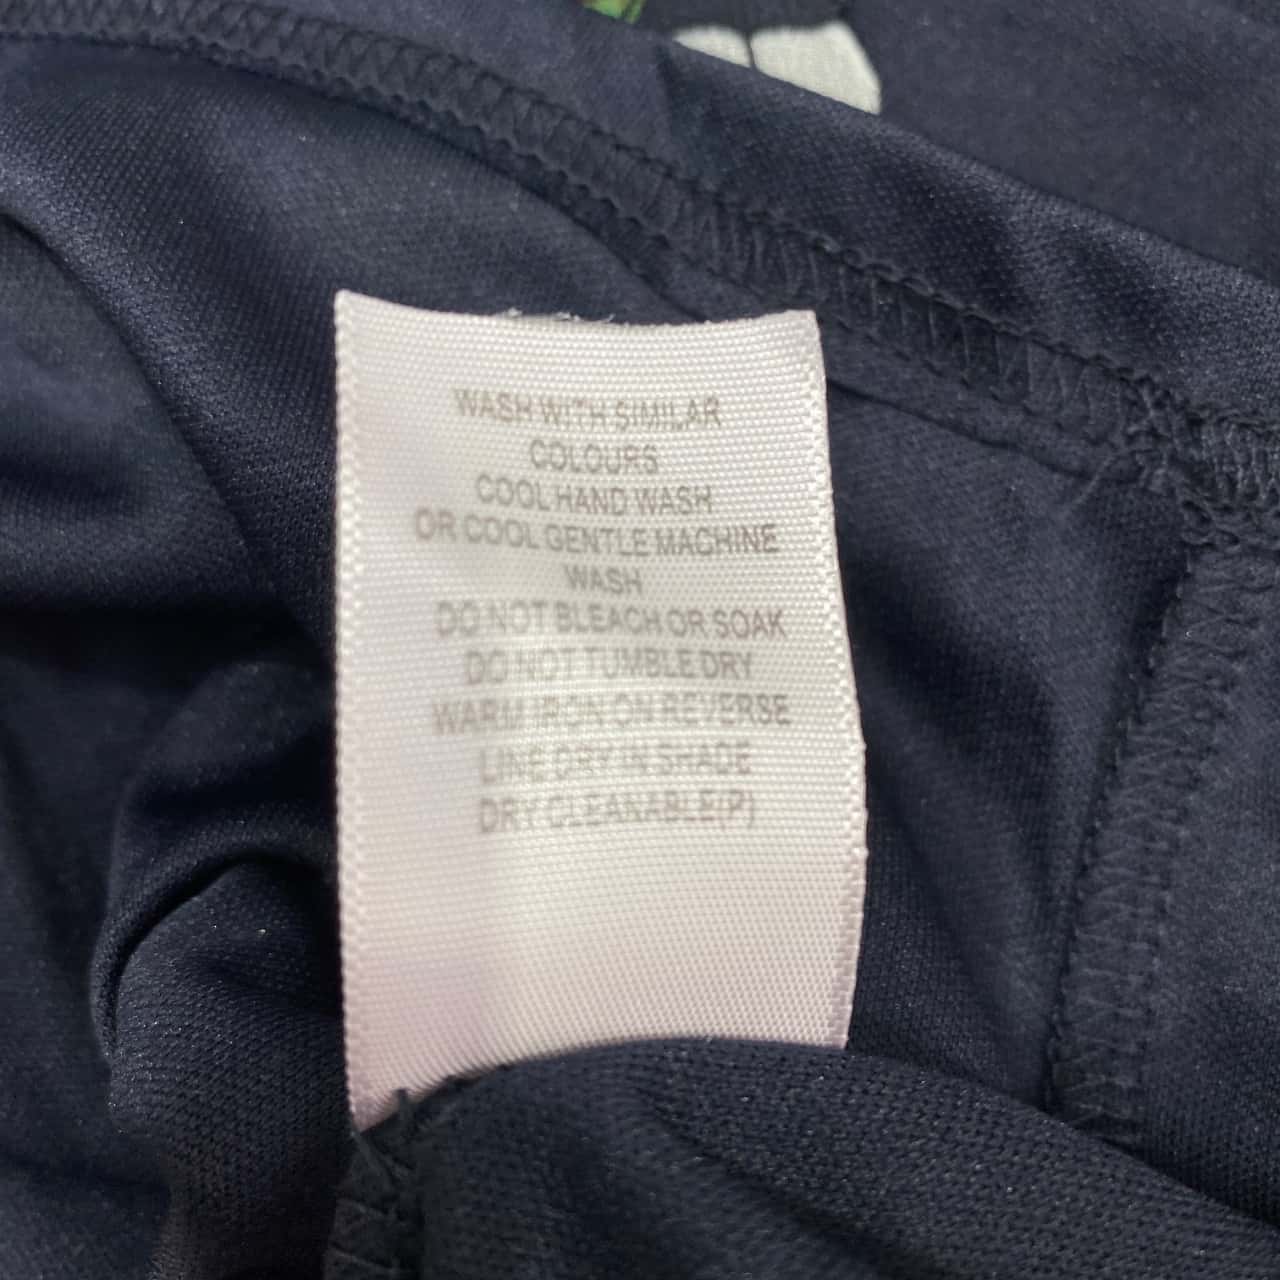 WASH WITH SIMILAR
COLOURS
COOL HAND WASH
OR COOL GENTLE MACHINE
WASH
DO NOT BLEACH OR SOAK
DO NOT TUMBLE DRY
WARM IRON ON REVERSE
LINE DRY IN SHADE
DRY CLEANABLE(P)